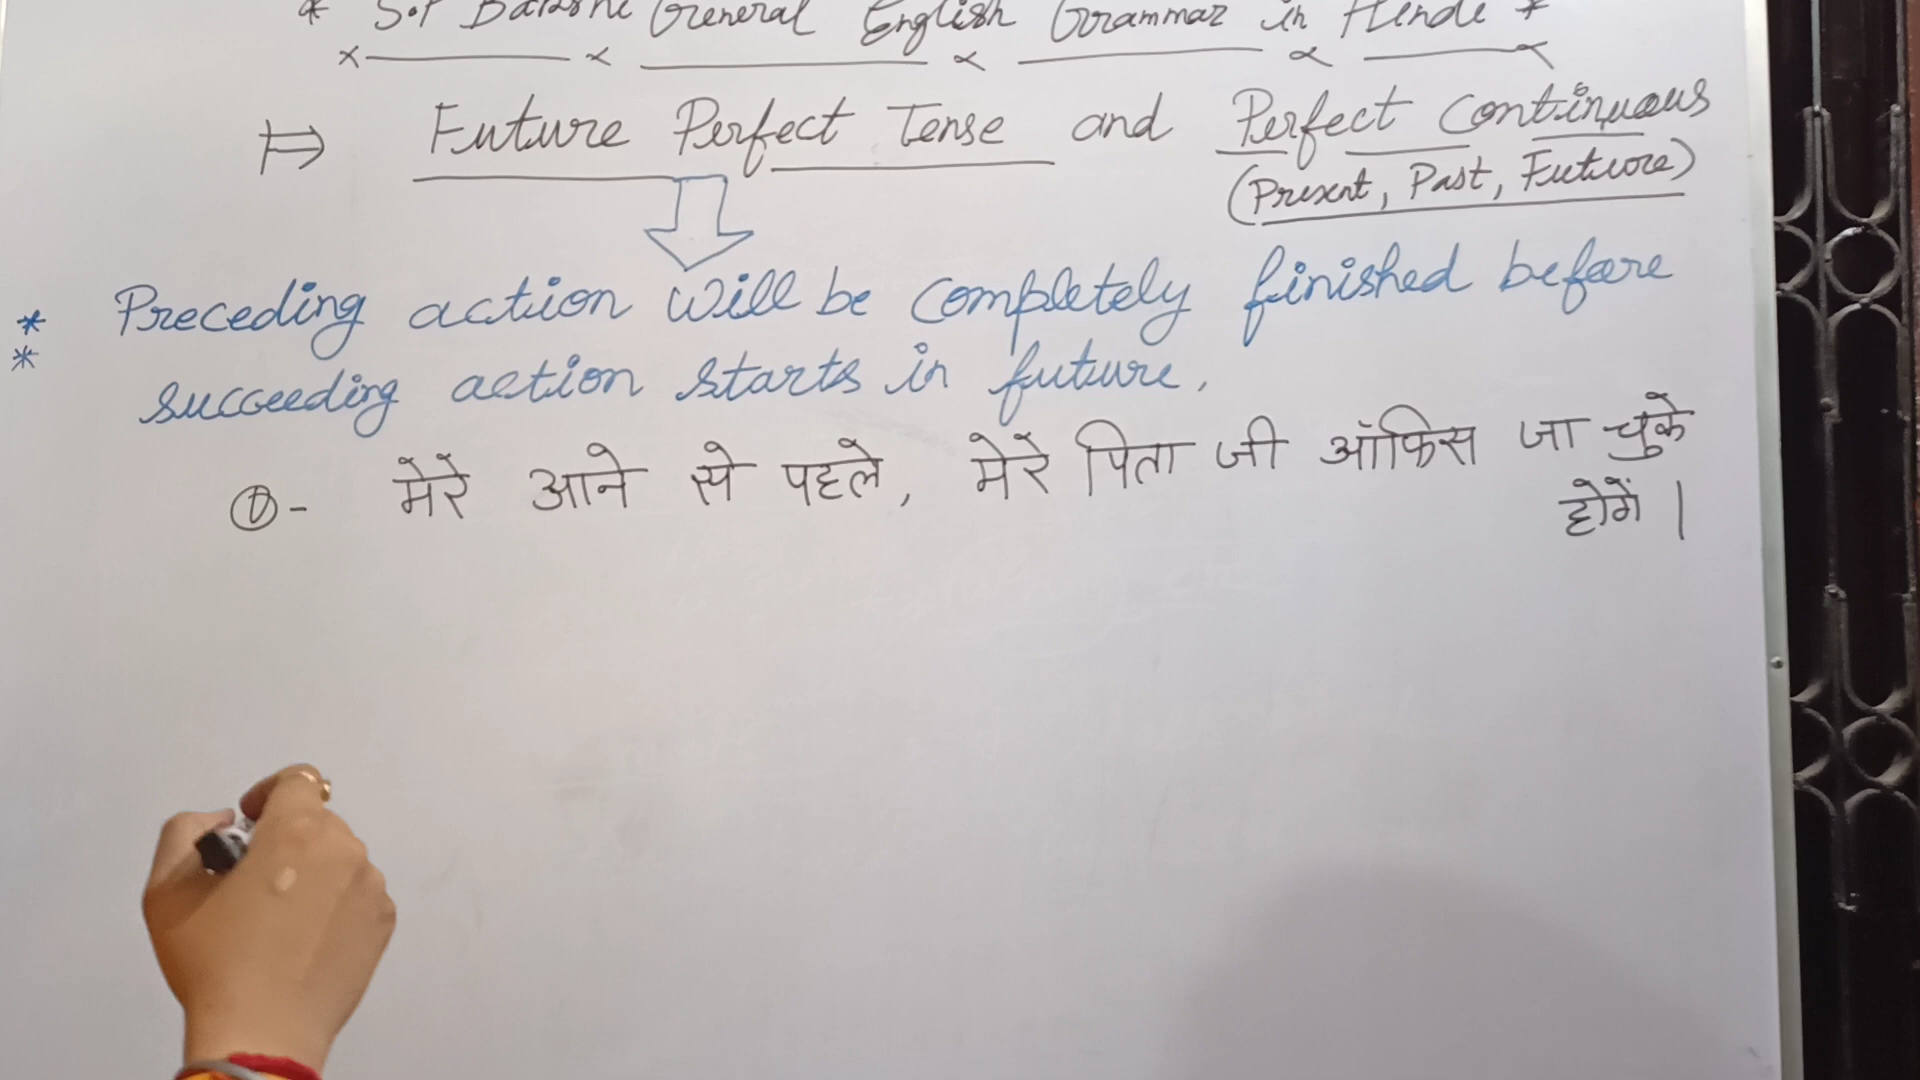 * S.P Bakshi General English Grammar in Hindi *
⇒ Future Perfect Tense and Perfect Continuous
(Present, Past, Future)
* Preceding action will be completely finished before
* succeeding action starts in future.
①- मेरे आने से पहले, मेरे पिता जी ऑफिस जा चुके
होगें |